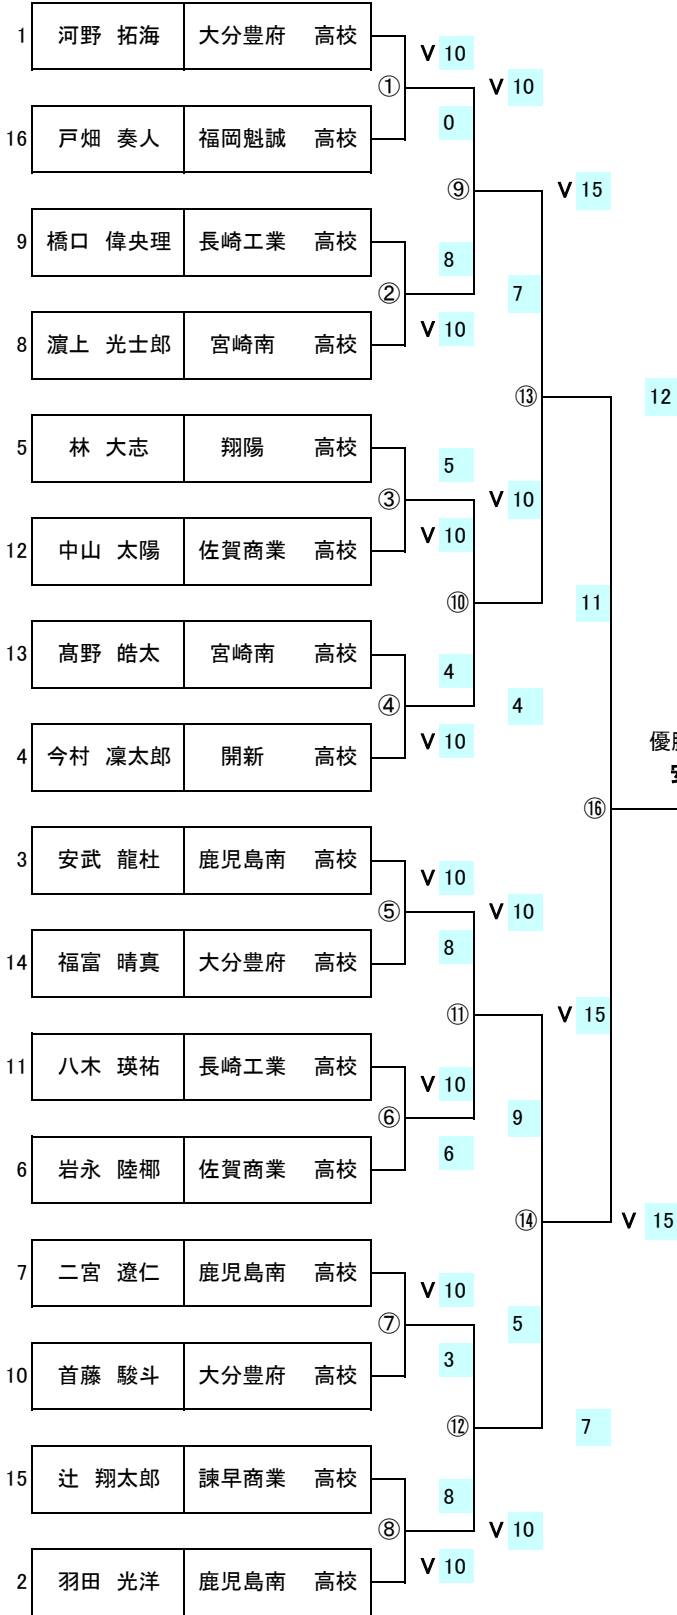 1 河野 拓海 大分豊府 高校
V 10
① V 10
0
16 戸畑 奏人 福岡魁誠 高校
⑨ V 15
9 橋口 偉央理 長崎工業 高校
8
② 7
V 10
8 濵上 光士郎 宮崎南 高校
⑬ 12
5 林 大志 翔陽 高校
5
③ V 10
V 10
12 中山 太陽 佐賀商業 高校
⑩ 11
13 髙野 皓太 宮崎南 高校
4
④ 4
V 10
4 今村 凜太郎 開新 高校
優
⑯
3 安武 龍杜 鹿児島南 高校
V 10
⑤ V 10
8
14 福富 晴真 大分豊府 高校
⑪ V 15
11 八木 瑛祐 長崎工業 高校
V 10
⑥ 9
6
6 岩永 陸椰 佐賀商業 高校
⑭ V 15
7 二宮 遼仁 鹿児島南 高校
V 10
⑦ 5
3
10 首藤 駿斗 大分豊府 高校
⑫ 7
15 辻 翔太郎 諫早商業 高校
8
⑧ V 10
V 10
2 羽田 光洋 鹿児島南 高校